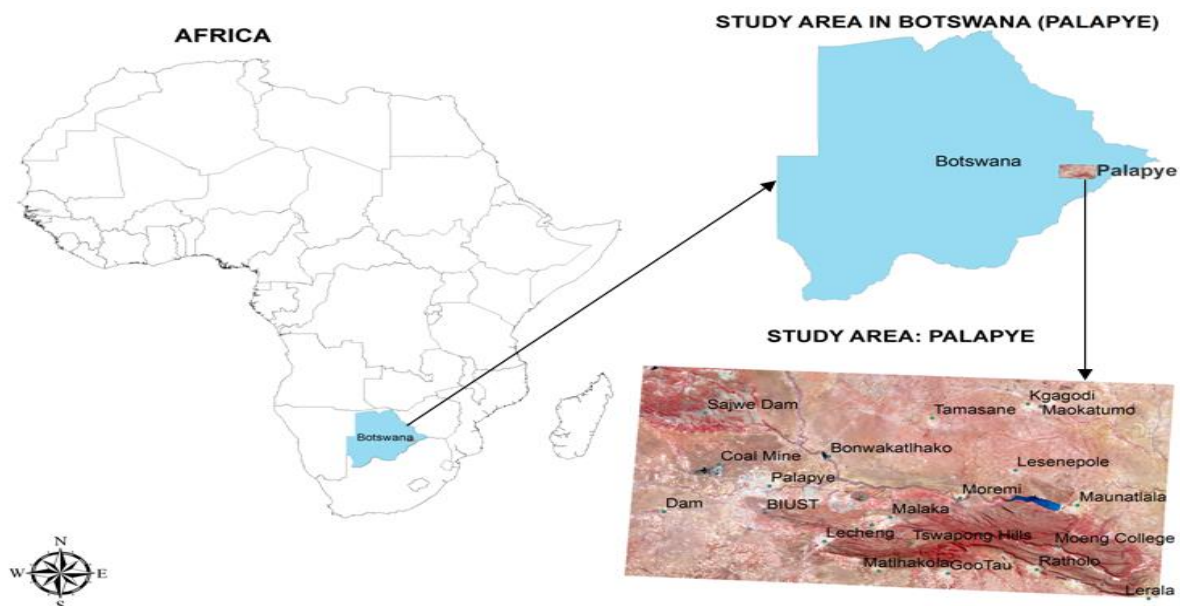 AFRICA
STUDY AREA IN BOTSWANA (PALAPYE)
Botswana
Palapye
Botswana
STUDY AREA: PALAPYE
Kgagodi
Sajwe Dam
Tamasane
Maokatumo
Bonwakatlhako
Coal Mine
Lesenepole
Palapye
Moremi
Maunatlala
Dam
BIUST
Malaka
Lecheng
Tswapong Hills
Moeng College
Matlhakola
GooTau
Ratholo
Lerala
N
W
E
S